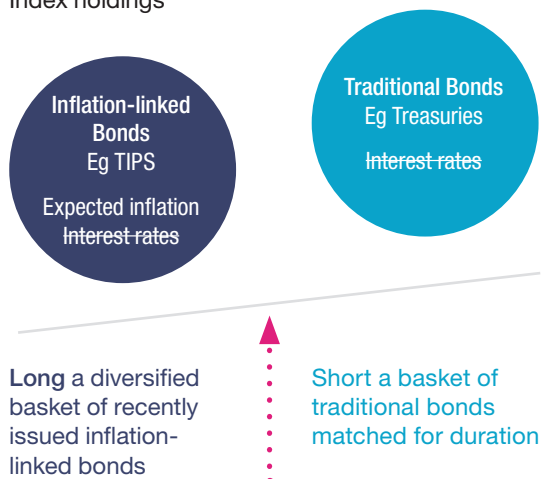 Index holdings
Inflation-linked
Bonds
Eg TIPS
Expected inflation
Interest rates
Traditional Bonds
Eg Treasuries
Interest rates
Long a diversified
basket of recently
issued inflation-
linked bonds
Short a basket of
traditional bonds
matched for duration